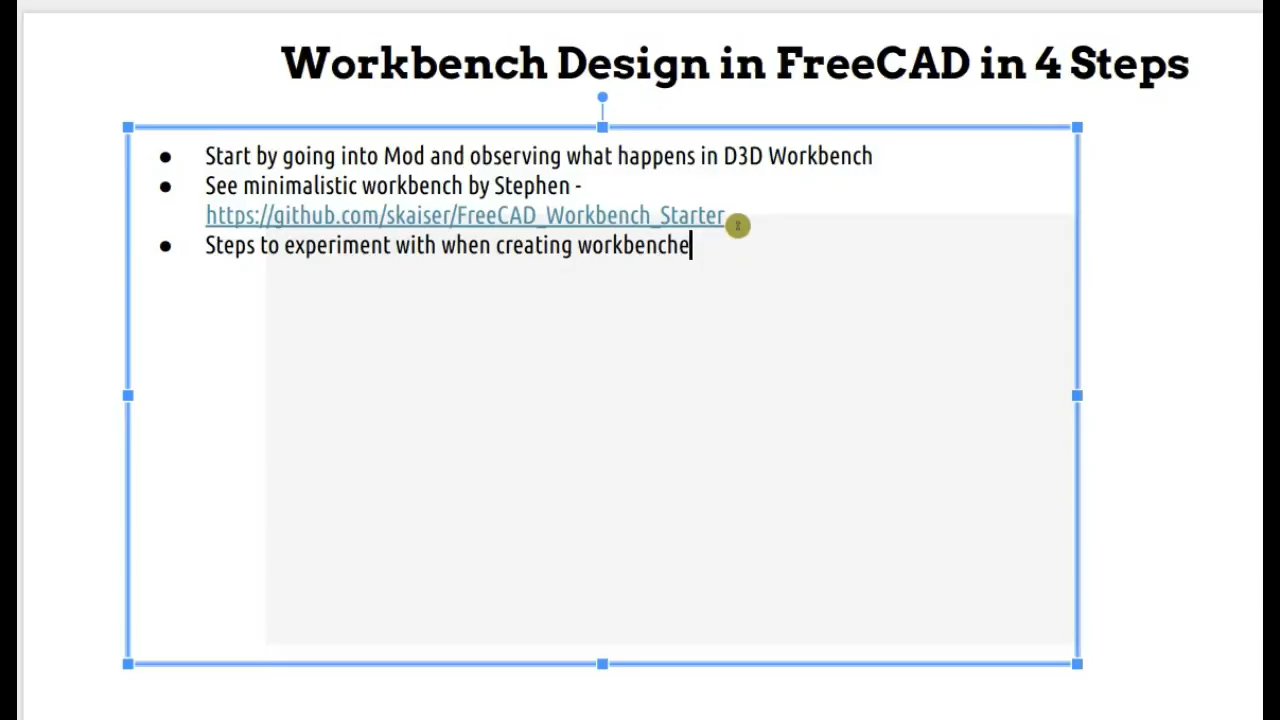 Workbench Design in FreeCAD in 4 Steps
● Start by going into Mod and observing what happens in D3D Workbench
● See minimalistic workbench by Stephen -
https://github.com/skaiser/FreeCAD_Workbench_Starter
● Steps to experiment with when creating workbenche